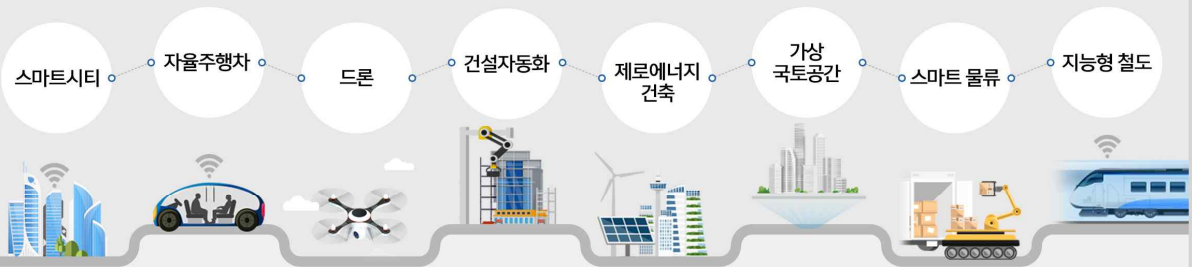 스마트시티
자율주행차
드론
건설자동화
제로에너지
건축
가상
국토공간
스마트 물류
지능형 철도